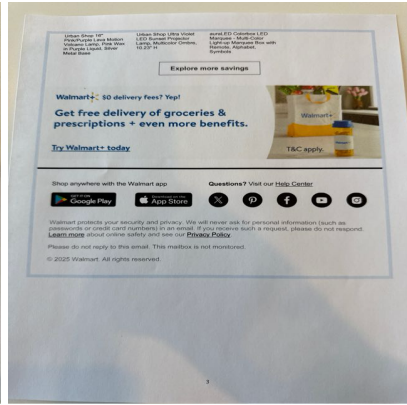 Urban Shop 16"
Pink/Purple Lava Motion
Volcano Lamp, Pink Wax
in Purple Liquid, Silver
Metal Base
Urban Shop Ultra Violet
LED Sunset Projector
Lamp, Multicolor Ombre,
10.23" H
auraLED Colorbox LED
Marquee - Multi-Color
Light-up Marquee Box with
Remote, Alphabet,
Symbols
Explore more savings
Walmart+ $0 delivery fees? Yep!
Get free delivery of groceries &
prescriptions + even more benefits.
Try Walmart+ today
Walmart
T&C apply.
Shop anywhere with the Walmart app
Questions? Visit our Help Center
GET IT ON
Google Play
Download on the
App Store
Walmart protects your security and privacy. We will never ask for personal information (such as
passwords or credit card numbers) in an email. If you receive such a request, please do not respond.
Learn more about online safety and see our Privacy Policy.
Please do not reply to this email. This mailbox is not monitored.
© 2025 Walmart. All rights reserved.
3